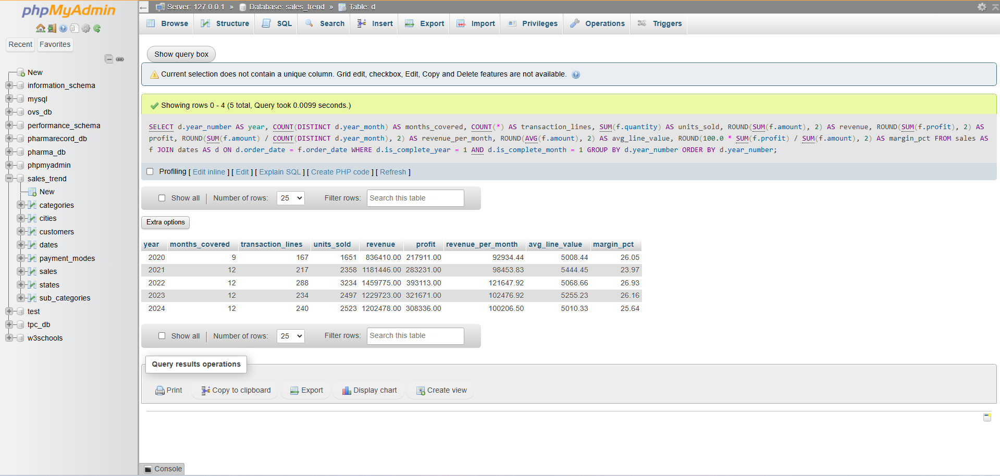 phpMyAdmin
Recent Favorites
New
information_schema
mysql
ovs_db
performance_schema
pharmarecord_db
pharma_db
phpmyadmin
sales_trend
New
categories
cities
customers
dates
payment_modes
sales
states
sub_categories
test
tpc_db
w3schools
Server: 127.0.0.1 » Database: sales_trend » Table: d
Browse Structure SQL Search Insert Export Import Privileges Operations Triggers
Show query box
Current selection does not contain a unique column. Grid edit, checkbox, Edit, Copy and Delete features are not available.
Showing rows 0 - 4 (5 total, Query took 0.0099 seconds.)
SELECT d.year_number AS year, COUNT(DISTINCT d.year_month) AS months_covered, COUNT(*) AS transaction_lines, SUM(f.quantity) AS units_sold, ROUND(SUM(f.amount), 2) AS revenue, ROUND(SUM(f.profit), 2) AS
profit, ROUND(SUM(f.amount) / COUNT(DISTINCT d.year_month), 2) AS revenue_per_month, ROUND(AVG(f.amount), 2) AS avg_line_value, ROUND(100.0 * SUM(f.profit) / SUM(f.amount), 2) AS margin_pct FROM sales AS
f JOIN dates AS d ON d.order_date = f.order_date WHERE d.is_complete_year = 1 AND d.is_complete_month = 1 GROUP BY d.year_number ORDER BY d.year_number;
Profiling [ Edit inline ] [ Edit ] [ Explain SQL ] [ Create PHP code ] [ Refresh ]
Show all Number of rows: 25 Filter rows: Search this table
Extra options
year months_covered transaction_lines units_sold revenue profit revenue_per_month avg_line_value margin_pct
2020 9 167 1651 836410.00 217911.00 92934.44 5008.44 26.05
2021 12 217 2358 1181446.00 283231.00 98453.83 5444.45 23.97
2022 12 288 3234 1459775.00 393113.00 121647.92 5068.66 26.93
2023 12 234 2497 1229723.00 321671.00 102476.92 5255.23 26.16
2024 12 240 2523 1202478.00 308336.00 100206.50 5010.33 25.64
Show all Number of rows: 25 Filter rows: Search this table
Query results operations
Print Copy to clipboard Export Display chart Create view
Console